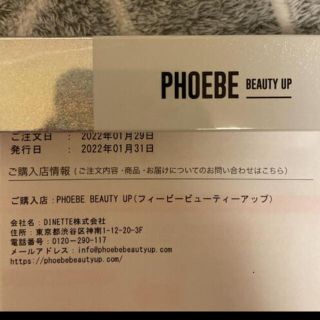 PHOEBE BEAUTY UP
ご注文日 : 2022年01月29日
発行日 : 2022年01月31日
ご購入店情報 (ご注文内容・商品・お届けについてのお問い合わせはこちら)
ご購入店 : PHOEBE BEAUTY UP(フィービービューティーアップ)
会社名 : DINETTE株式会社
住所 : 東京都渋谷区神南1-12-20-3F
電話番号 : 0120-290-117
メールアドレス : info@phoebebeautyup.com
https://phoebebeautyup.com/